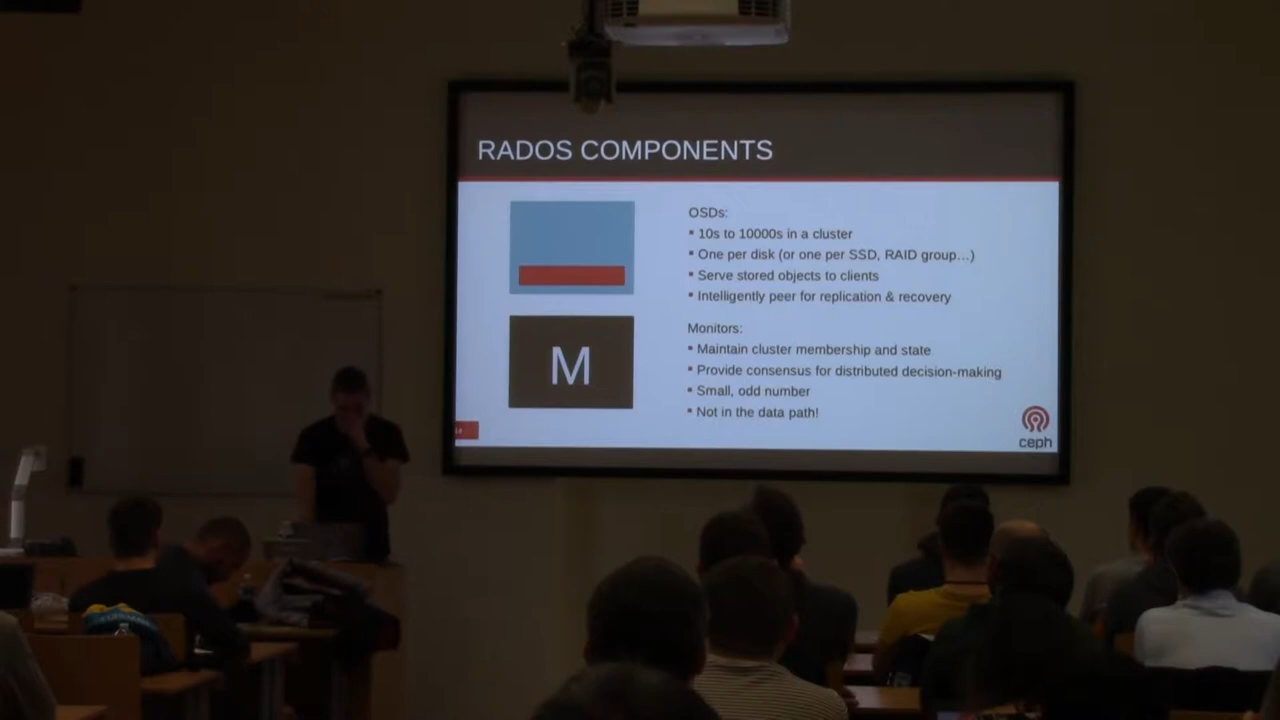 RADOS COMPONENTS
OSDs:
▪ 10s to 10000s in a cluster
▪ One per disk (or one per SSD, RAID group…)
▪ Serve stored objects to clients
▪ Intelligently peer for replication & recovery
M
Monitors:
▪ Maintain cluster membership and state
▪ Provide consensus for distributed decision-making
▪ Small, odd number
▪ Not in the data path!
ceph